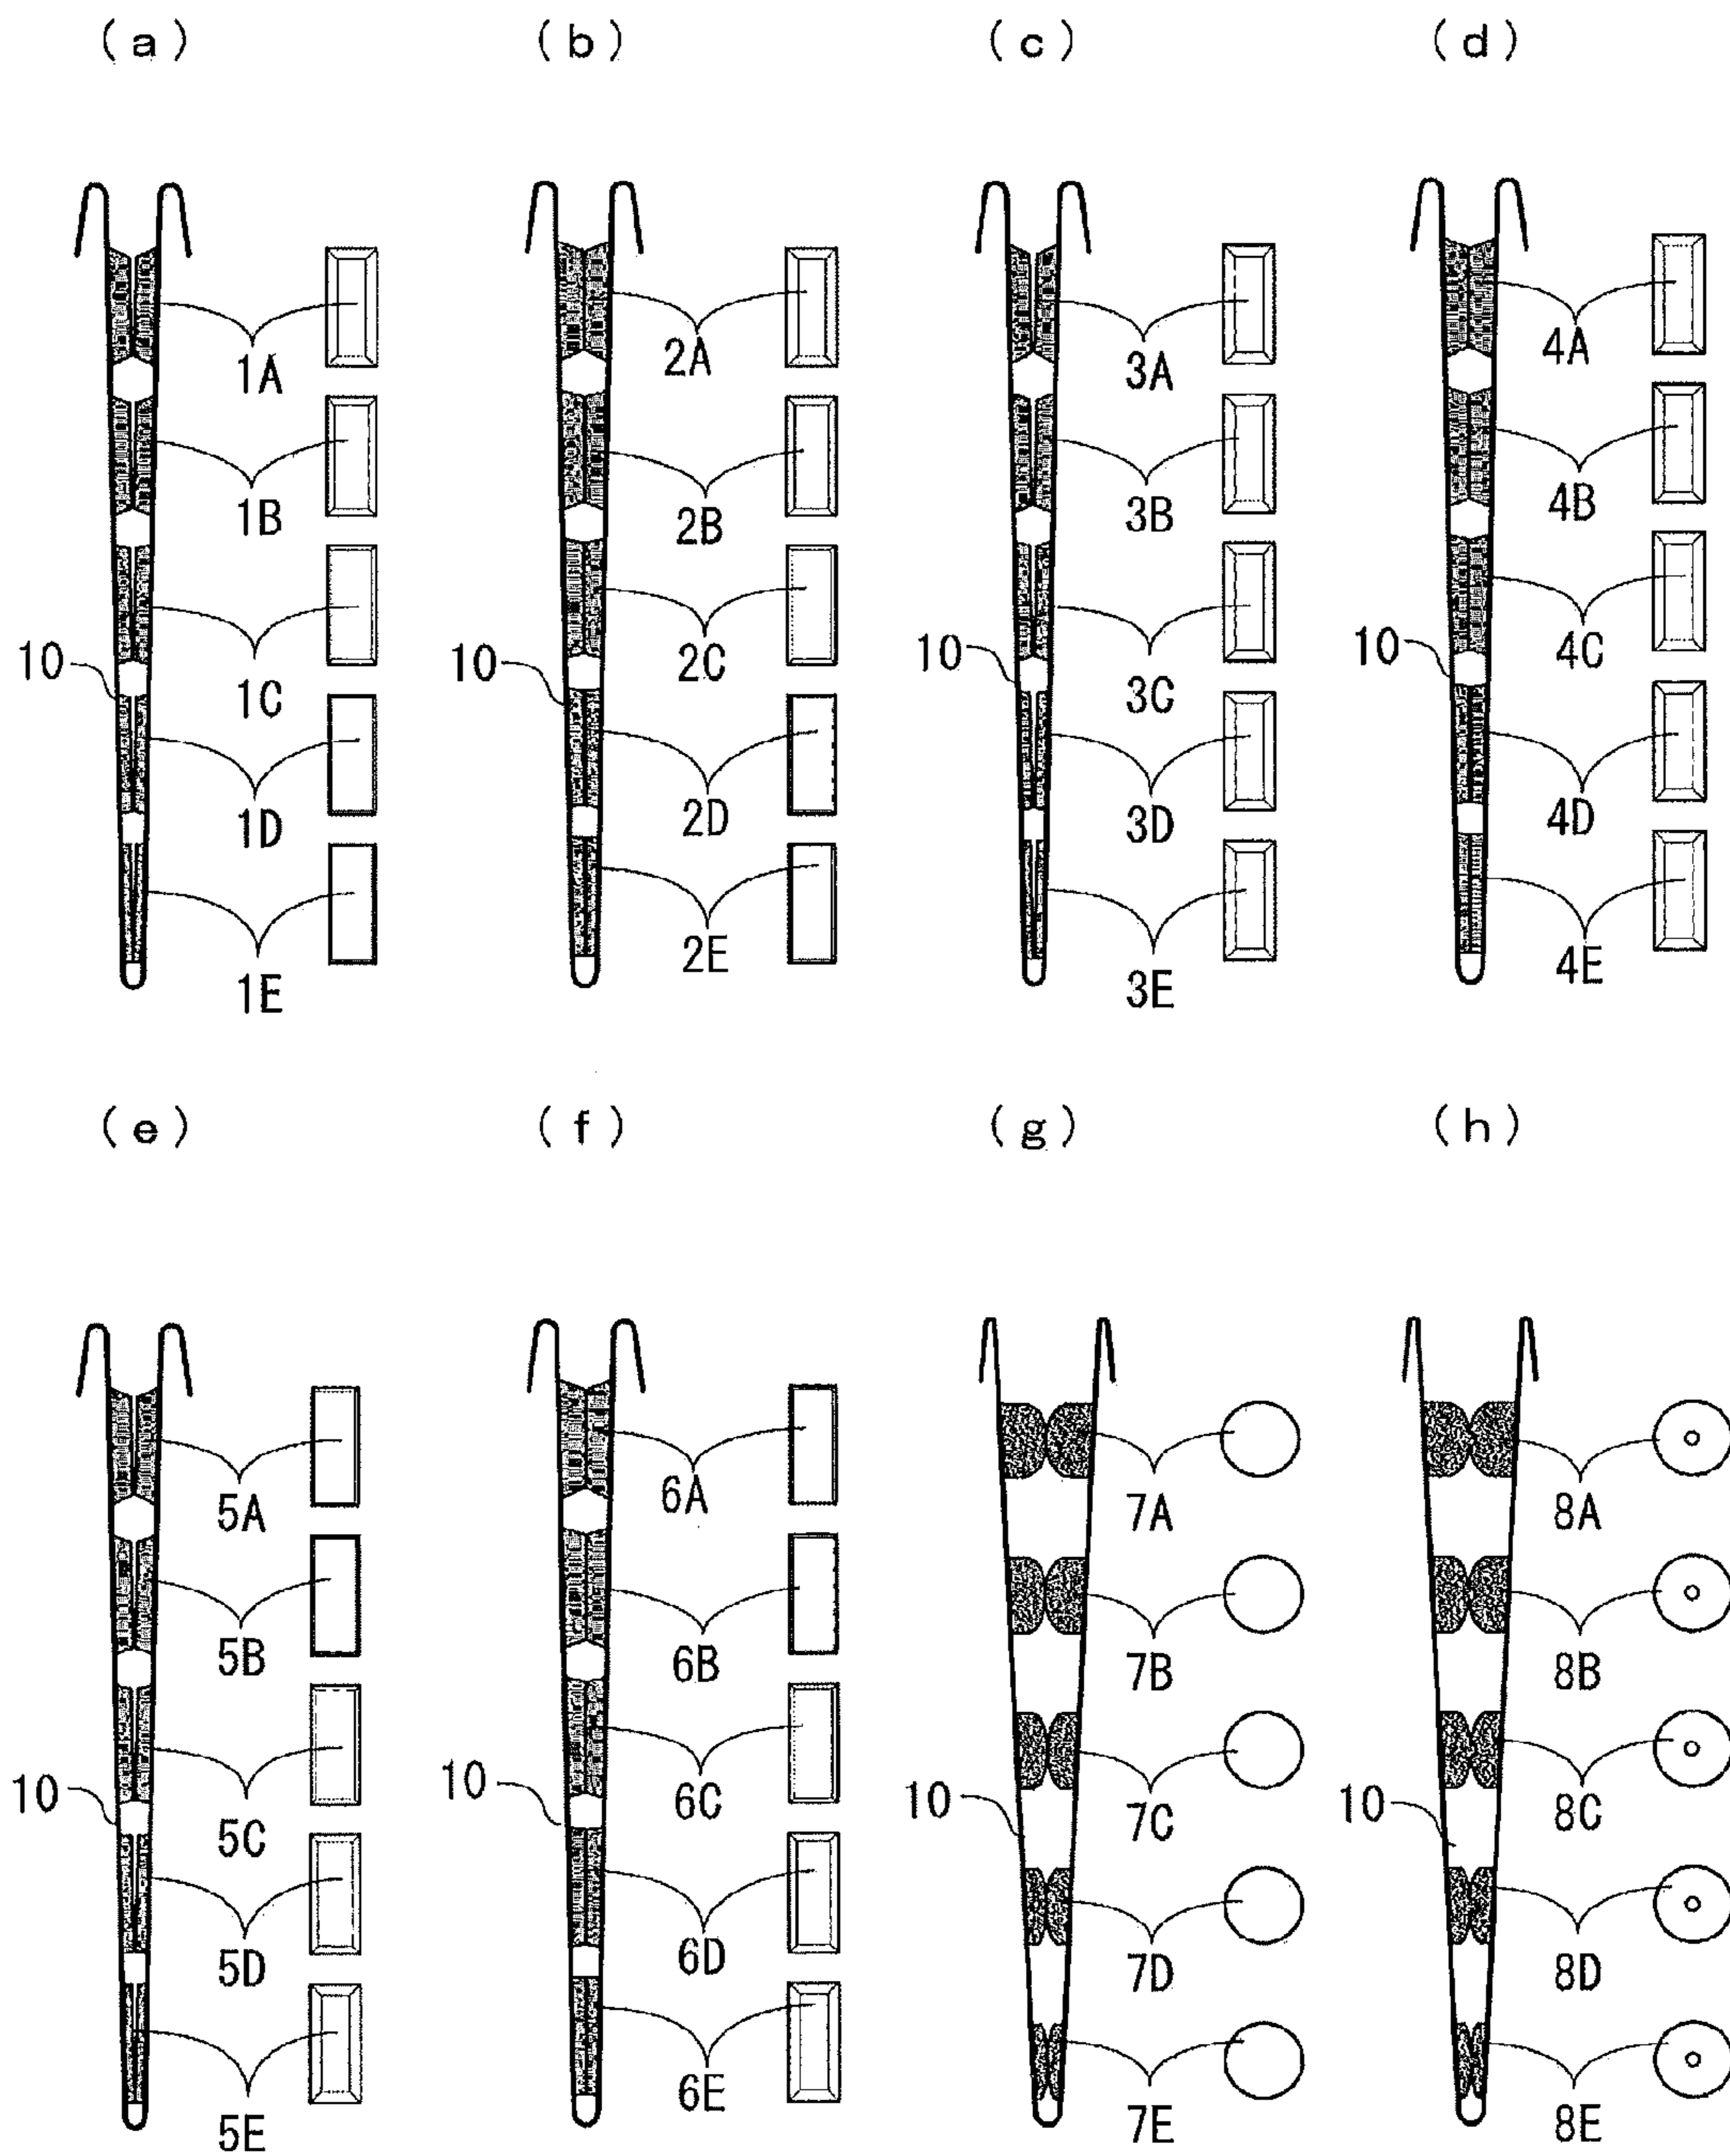 (a) (b) (c) (d)
1A 2A 3A 4A
1B 2B 3B 4B
10 1C 10 2C 10 3C 10 4C
1D 2D 3D 4D
1E 2E 3E 4E
(e) (f) (g) (h)
5A 6A 7A 8A
5B 6B 7B 8B
10 5C 10 6C 10 7C 10 8C
5D 6D 7D 8D
5E 6E 7E 8E